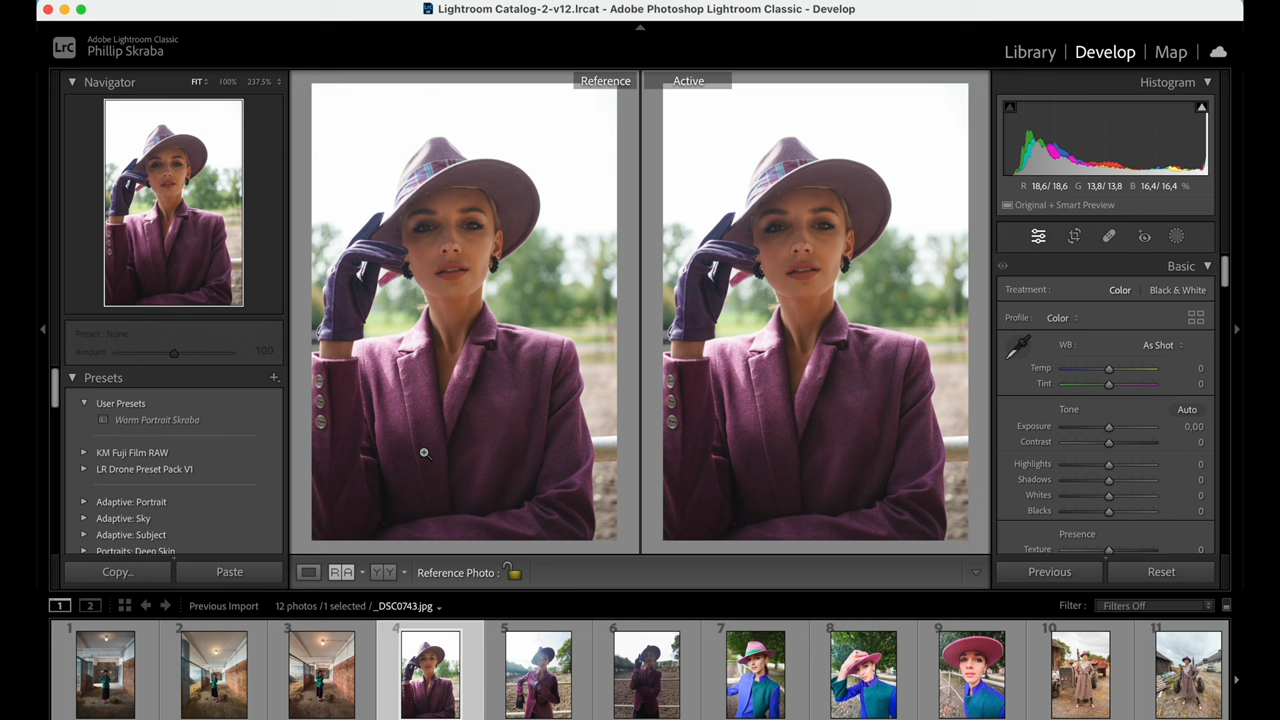 Lightroom Catalog-2-v12.lrcat - Adobe Photoshop Lightroom Classic - Develop
LrC
Adobe Lightroom Classic
Phillip Skraba
Library | Develop | Map |
Navigator FIT 100% 237,5%
Reference
Active
Histogram
R 18,6/ 18,6 G 13,8/ 13,8 B 16,4/ 16,4 %
Original + Smart Preview
Basic
Treatment : Color Black & White
Profile : Color
WB : As Shot
Temp 0
Tint 0
Tone Auto
Exposure 0,00
Contrast 0
Highlights 0
Shadows 0
Whites 0
Blacks 0
Presence
Texture 0
Preset : None
Amount 100
Presets +
User Presets
Warm Portrait Skraba
KM Fuji Film RAW
LR Drone Preset Pack V1
Adaptive: Portrait
Adaptive: Sky
Adaptive: Subject
Portraits: Deep Skin
Copy... Paste
RA YY Reference Photo :
Previous Reset
1 2 Previous Import 12 photos /1 selected /_DSC0743.jpg
Filter : Filters Off
1 2 3 4 5 6 7 8 9 10 11